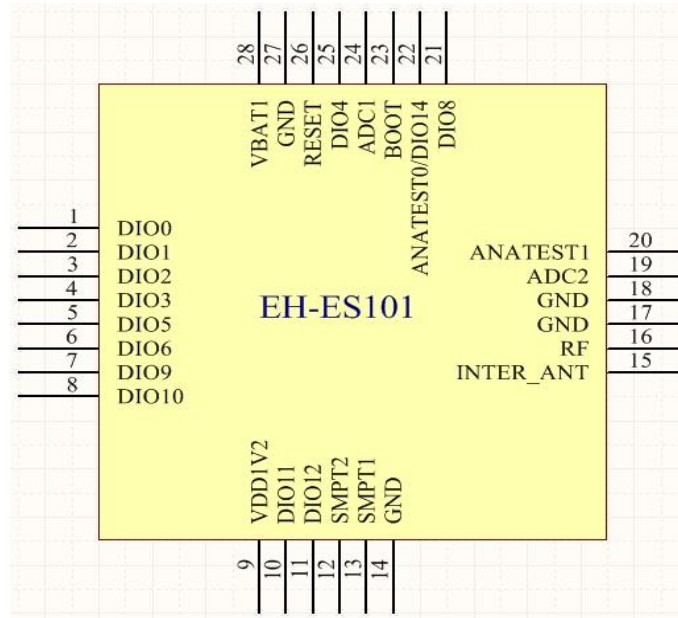 28 27 26 25 24 23 22 21
VBAT1
GND
RESET
DIO4
ADC1
BOOT
ANATEST0/DIO14
DIO8
1 DIO0
2 DIO1
3 DIO2
4 DIO3
5 DIO5
6 DIO6
7 DIO9
8 DIO10
EH-ES101
ANATEST1 20
ADC2 19
GND 18
GND 17
RF 16
INTER_ANT 15
VDD1V2
DIO11
DIO12
SMPT2
SMPT1
GND
9 10 11 12 13 14